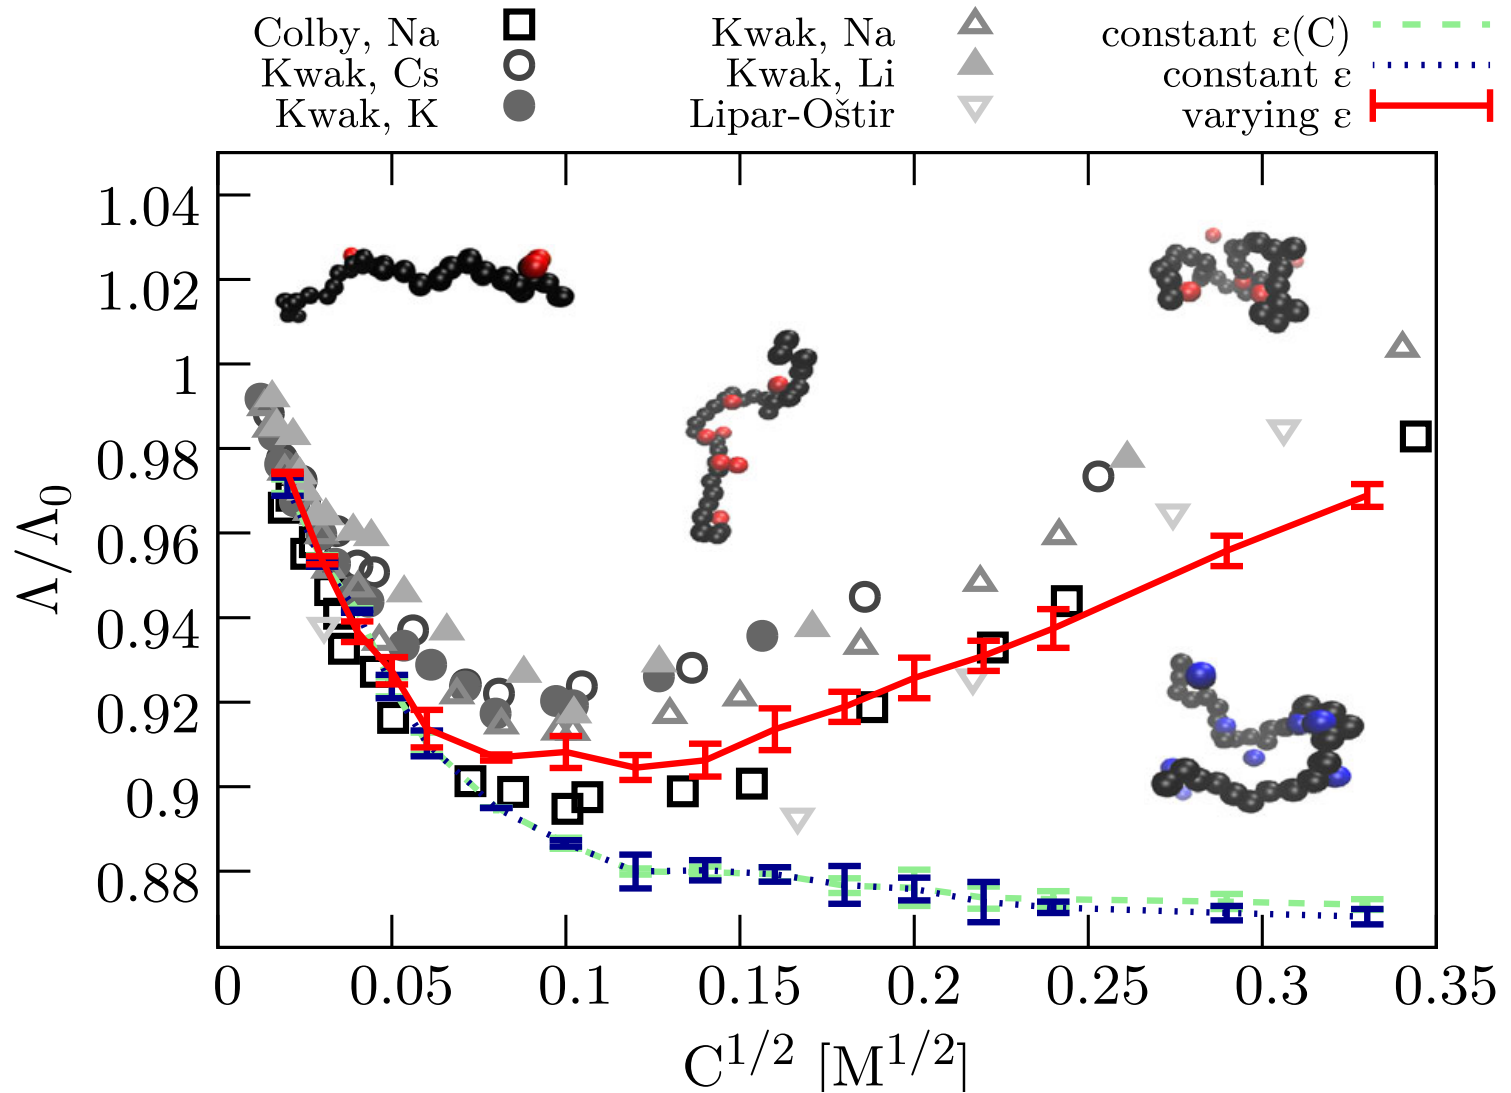 Colby, Na
Kwak, Cs
Kwak, K
Kwak, Na
Kwak, Li
Lipar-Oštir
constant ε(C)
constant ε
varying ε
1.04
1.02
1
0.98
0.96
0.94
0.92
0.9
0.88
Λ/Λ₀
0 0.05 0.1 0.15 0.2 0.25 0.3 0.35
C^{1/2} [M^{1/2}]